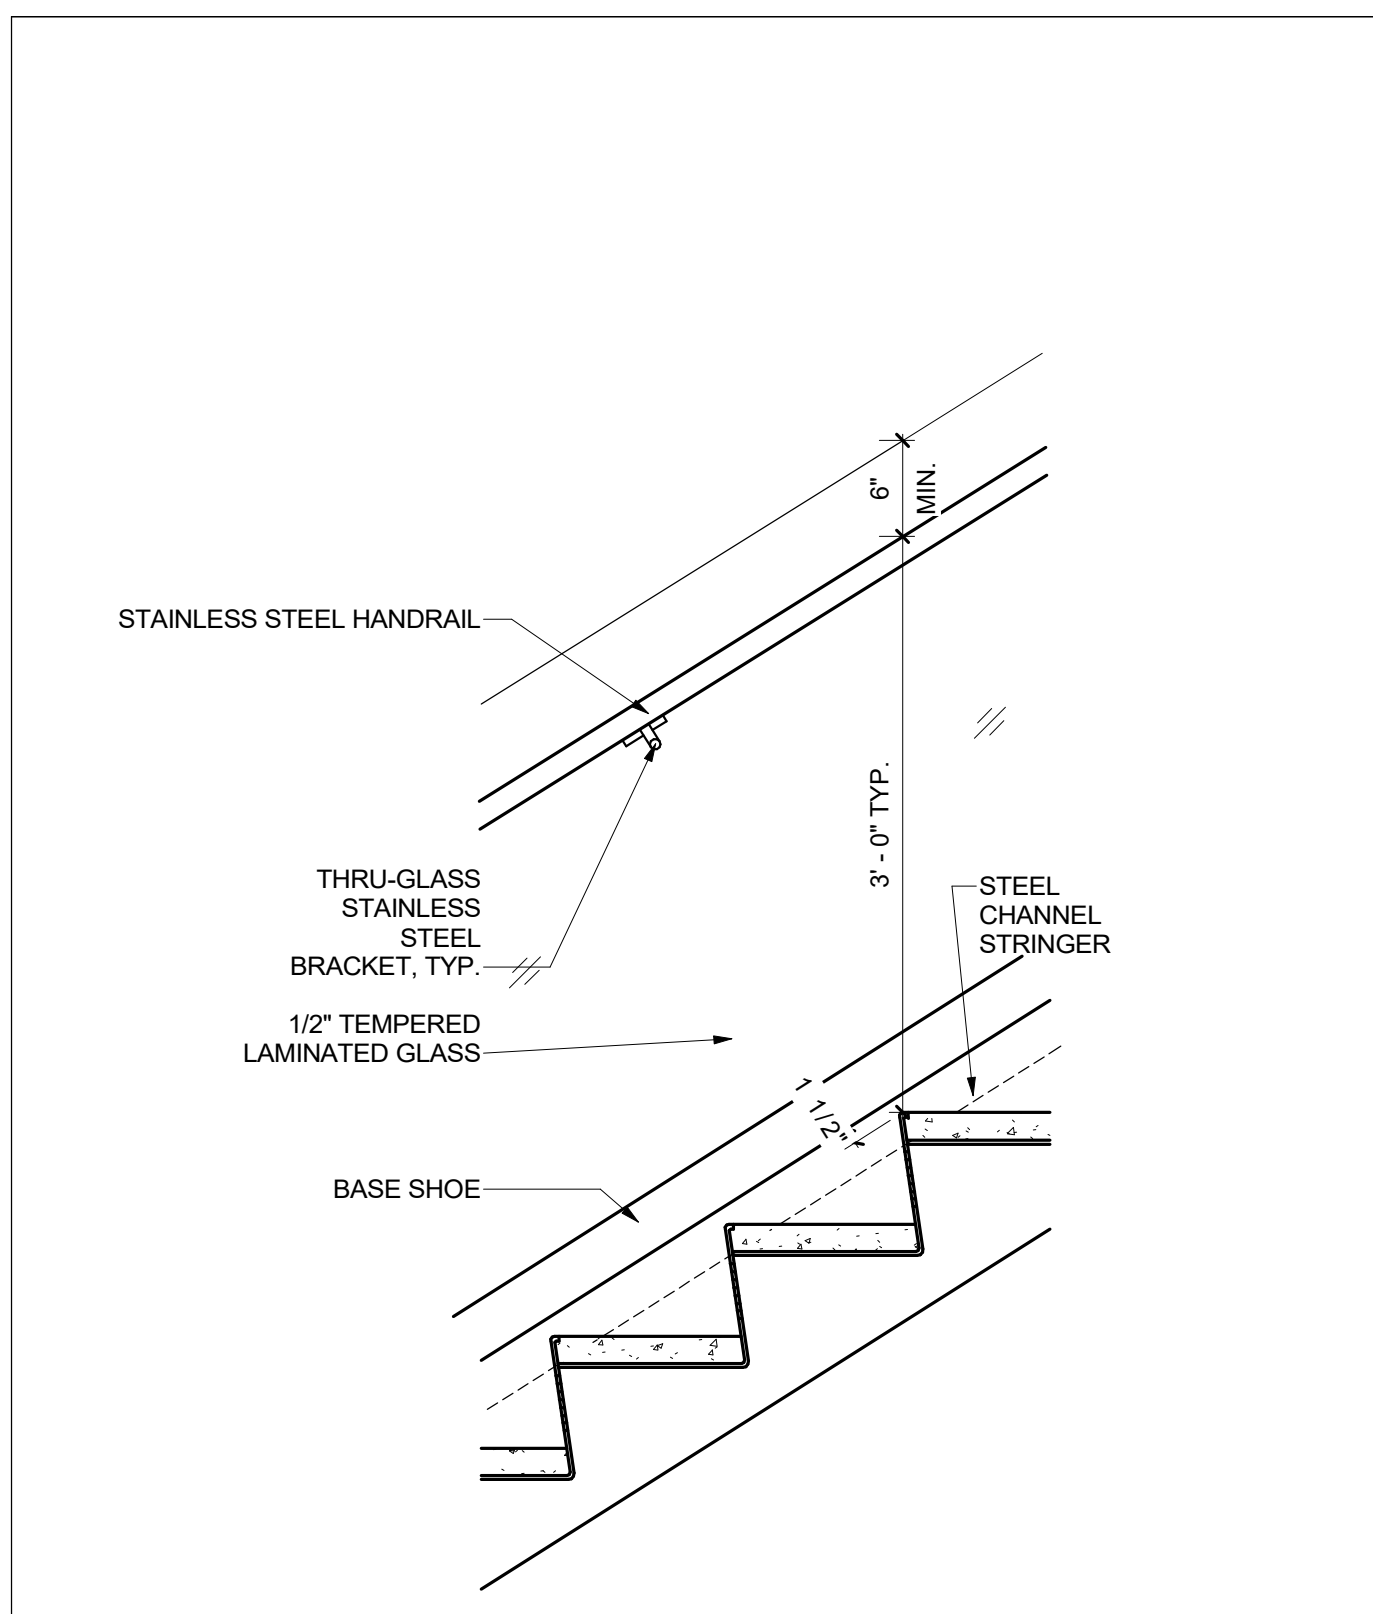 6"
MIN.
STAINLESS STEEL HANDRAIL
3' - 0" TYP.
THRU-GLASS
STAINLESS
STEEL
BRACKET, TYP.
STEEL
CHANNEL
STRINGER
1/2" TEMPERED
LAMINATED GLASS
1
1/2"
BASE SHOE